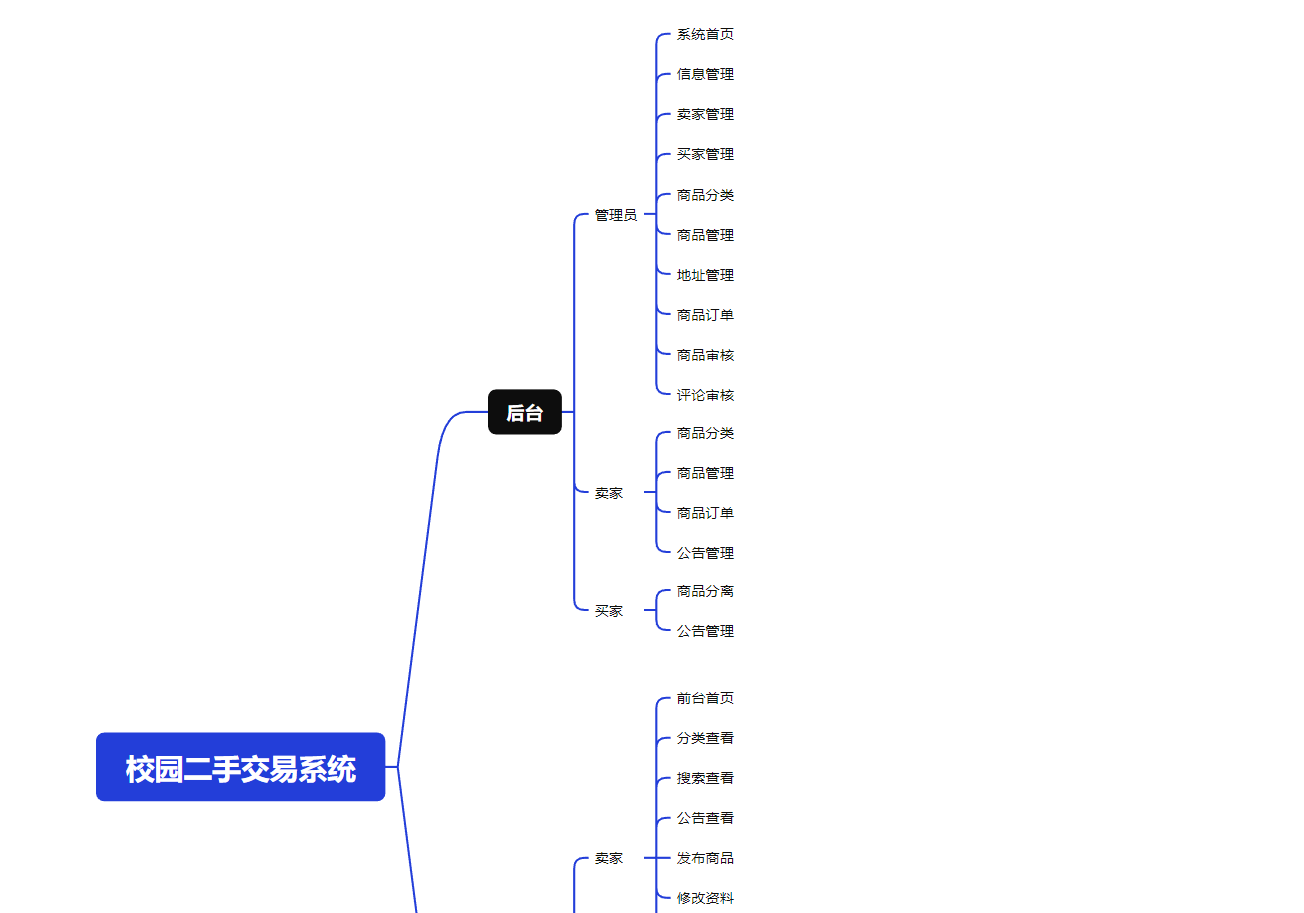 系统首页
信息管理
卖家管理
买家管理
商品分类
管理员
商品管理
地址管理
商品订单
商品审核
评论审核
后台
商品分类
商品管理
卖家
商品订单
公告管理
商品分离
买家
公告管理
前台首页
分类查看
校园二手交易系统
搜索查看
公告查看
卖家
发布商品
修改资料